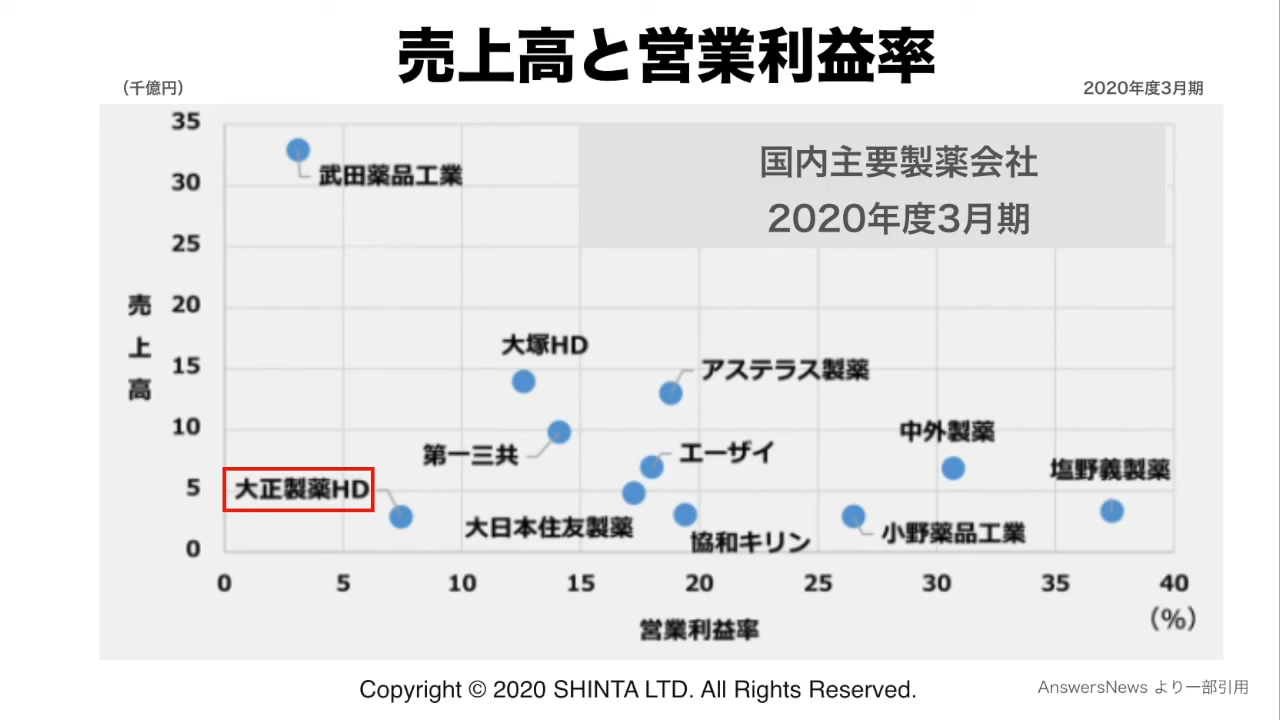 売上高と営業利益率
(千億円)
2020年度3月期
国内主要製薬会社
2020年度3月期
35
30
25
20
15
10
5
0
売上高
武田薬品工業
大塚HD
アステラス製薬
第一三共
エーザイ
中外製薬
塩野義製薬
大正製薬HD
大日本住友製薬
協和キリン
小野薬品工業
0 5 10 15 20 25 30 35 40
(%)
営業利益率
Copyright © 2020 SHINTA LTD. All Rights Reserved.
AnswersNews より一部引用